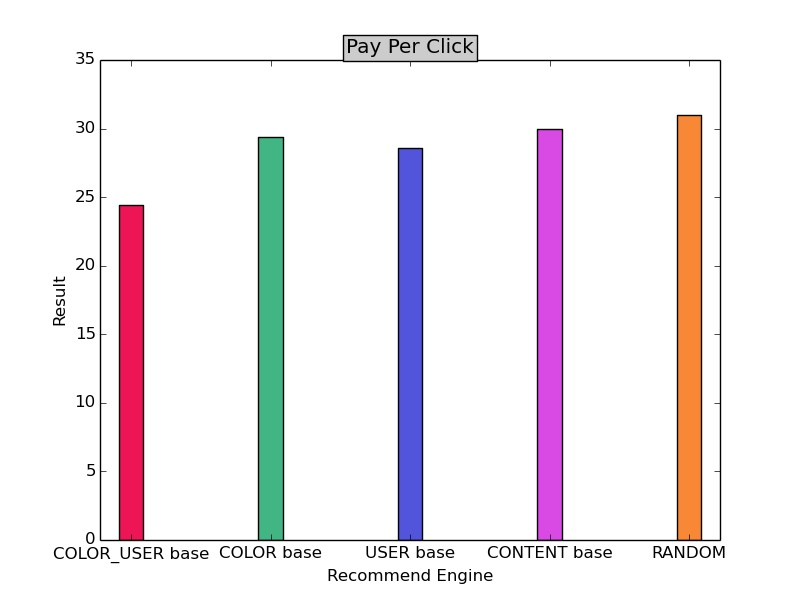 Pay Per Click
35
30
25
20
15
10
5
0
Result
COLOR_USER base COLOR base USER base CONTENT base RANDOM
Recommend Engine